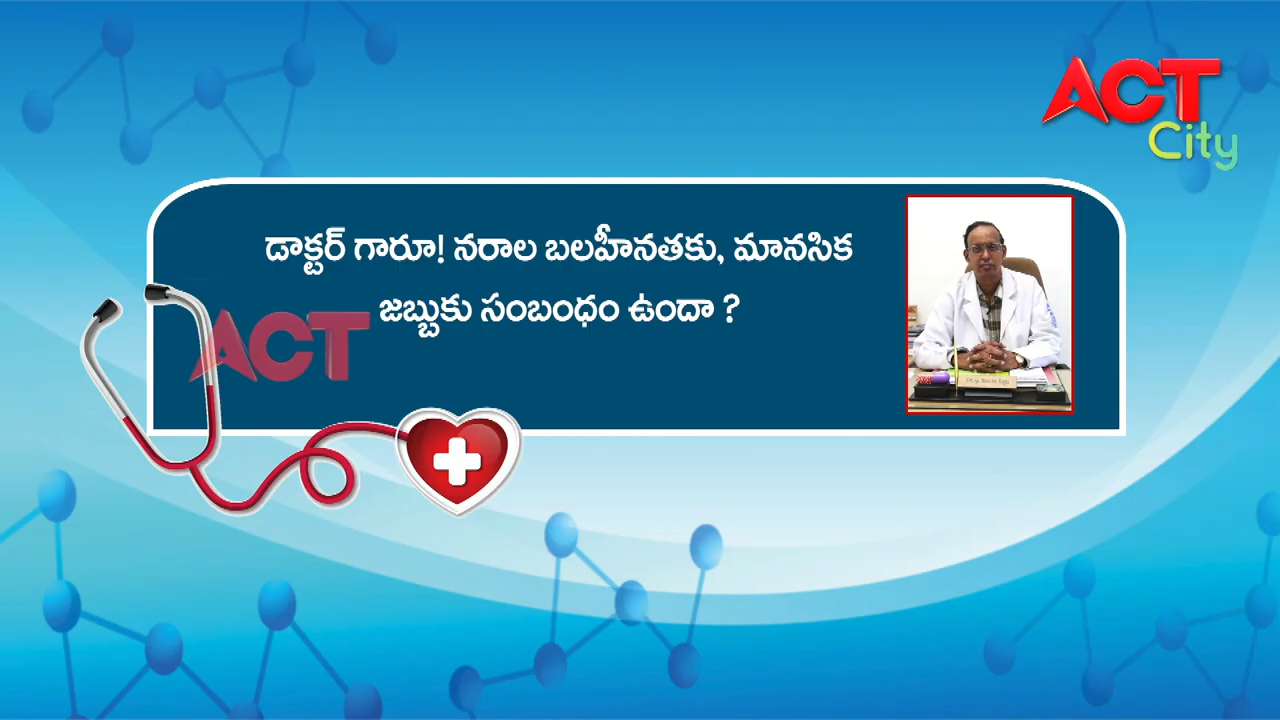 ACT
City
డాక్టర్ గారూ! నరాల బలహీనతకు, మానసిక
జబ్బుకు సంబంధం ఉందా ?
ACT